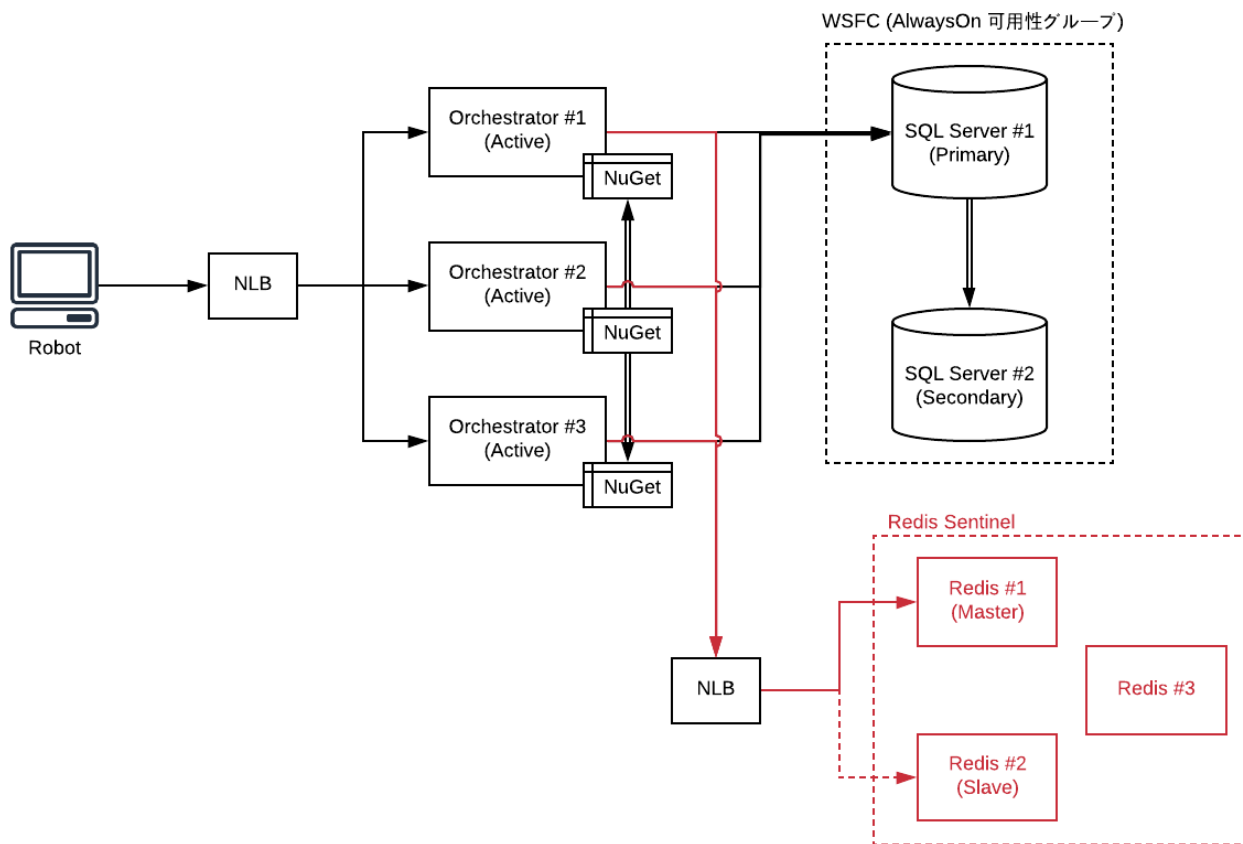 WSFC (AlwaysOn 可用性グループ)
Orchestrator #1
(Active)
NuGet
SQL Server #1
(Primary)
Robot
NLB
Orchestrator #2
(Active)
NuGet
SQL Server #2
(Secondary)
Orchestrator #3
(Active)
NuGet
Redis Sentinel
Redis #1
(Master)
NLB
Redis #3
Redis #2
(Slave)